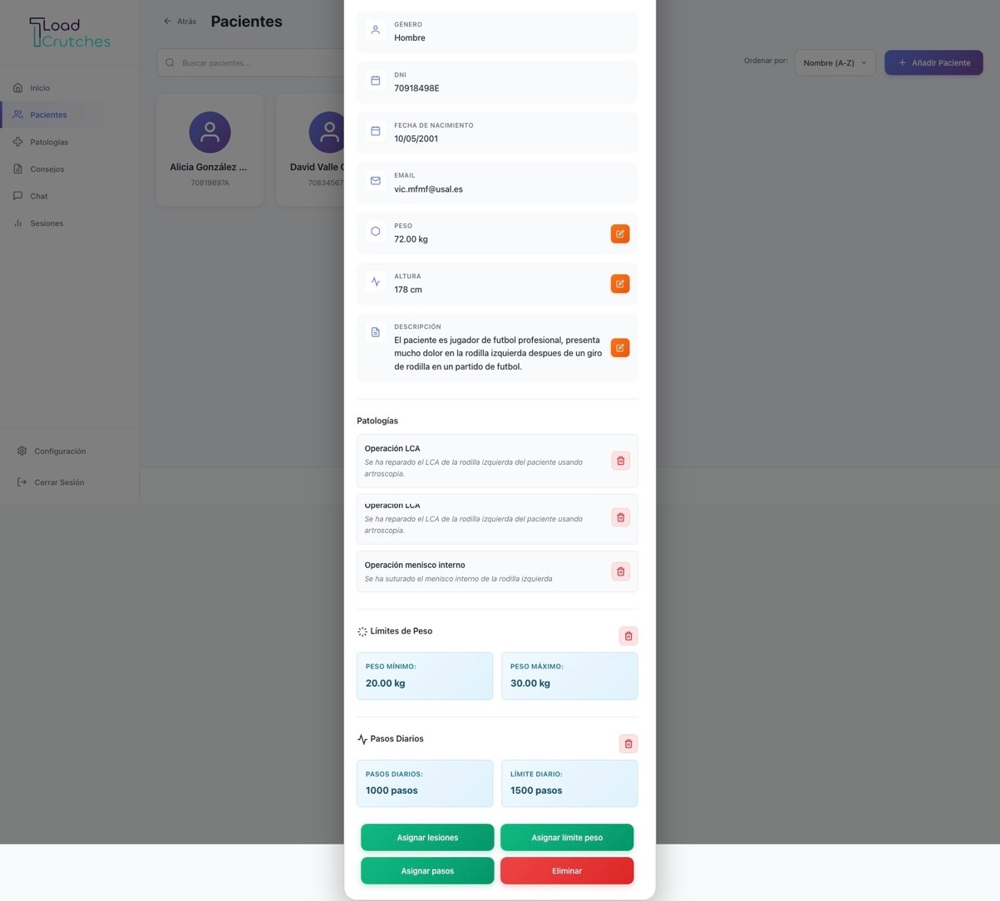 Load
Crutches
Inicio
Pacientes
Patologías
Consejos
Chat
Sesiones
Configuración
Cerrar Sesión
Atrás
Pacientes
Buscar pacientes...
Ordenar por:
Nombre (A-Z)
Añadir Paciente
Alicia González ...
70819897A
David Valle
7083456
GÉNERO
Hombre
DNI
70918498E
FECHA DE NACIMIENTO
10/05/2001
EMAIL
vic.mfmf@usal.es
PESO
72.00 kg
ALTURA
178 cm
DESCRIPCIÓN
El paciente es jugador de futbol profesional, presenta
mucho dolor en la rodilla izquierda despues de un giro
de rodilla en un partido de futbol.
Patologías
Operación LCA
Se ha reparado el LCA de la rodilla izquierda del paciente usando
artroscopia.
Operación LCA
Se ha reparado el LCA de la rodilla izquierda del paciente usando
artroscopia.
Operación menisco interno
Se ha suturado el menisco interno de la rodilla izquierda
Límites de Peso
PESO MÍNIMO:
20.00 kg
PESO MÁXIMO:
30.00 kg
Pasos Diarios
PASOS DIARIOS:
1000 pasos
LÍMITE DIARIO:
1500 pasos
Asignar lesiones
Asignar límite peso
Asignar pasos
Eliminar